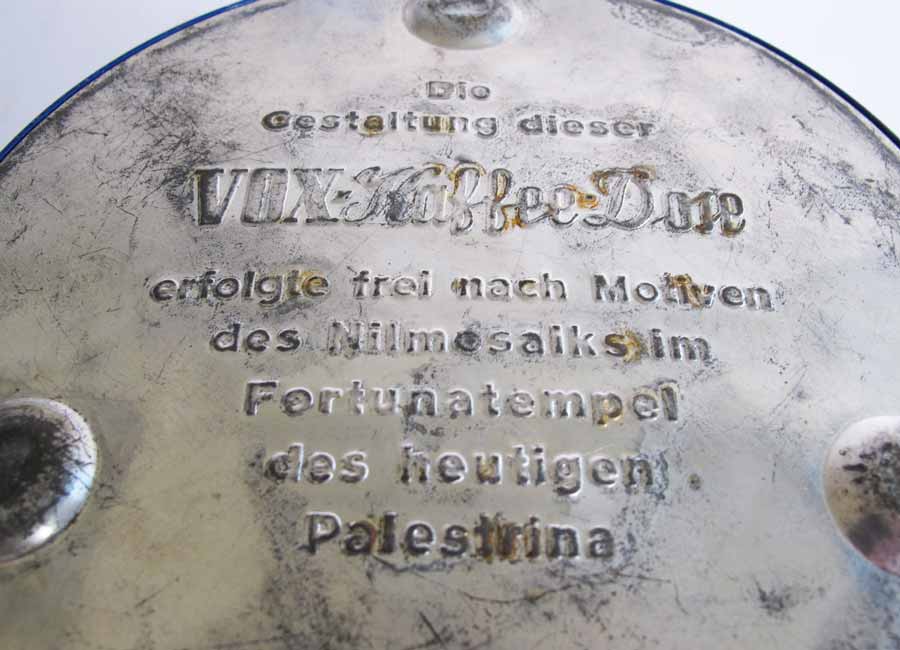 Die
Gestaltung dieser
VOX-Kaffee-Dose
erfolgte frei nach Motiven
des Nilmosaiks im
Fortunatempel
des heutigen
Palestrina